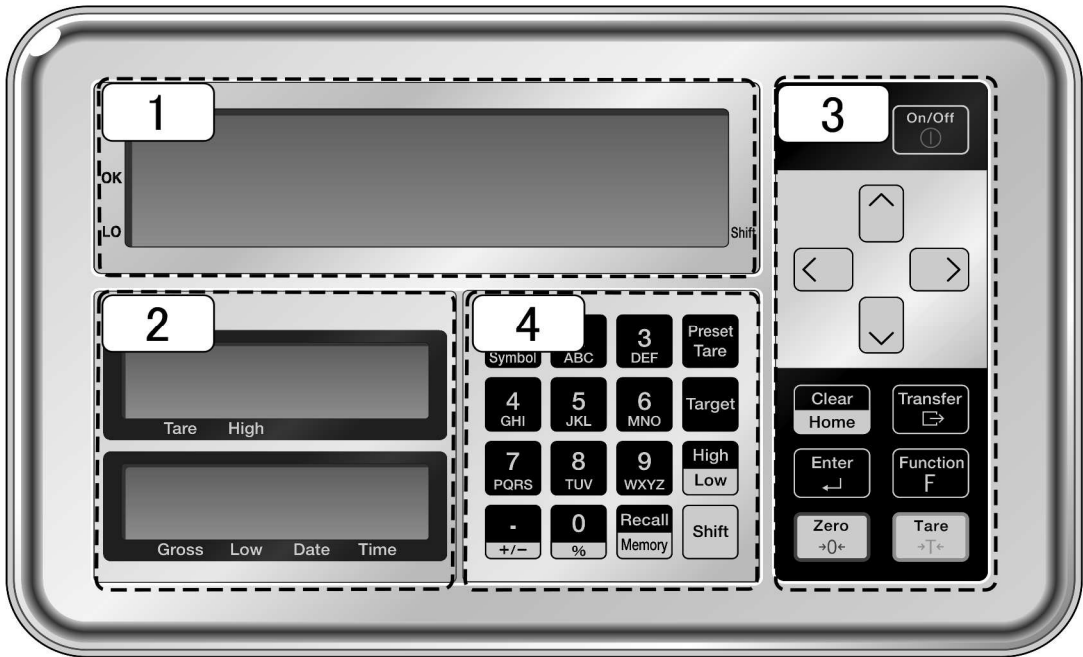 1
OK
LO
Shift
2
Tare High
Gross Low Date Time
4
Symbol
ABC
3
DEF
Preset
Tare
4
GHI
5
JKL
6
MNO
Target
7
PQRS
8
TUV
9
WXYZ
High
Low
.
+/−
0
%
Recall
Memory
Shift
3
On/Off
Clear
Home
Transfer
Enter
Function
F
Zero
→0←
Tare
→T←